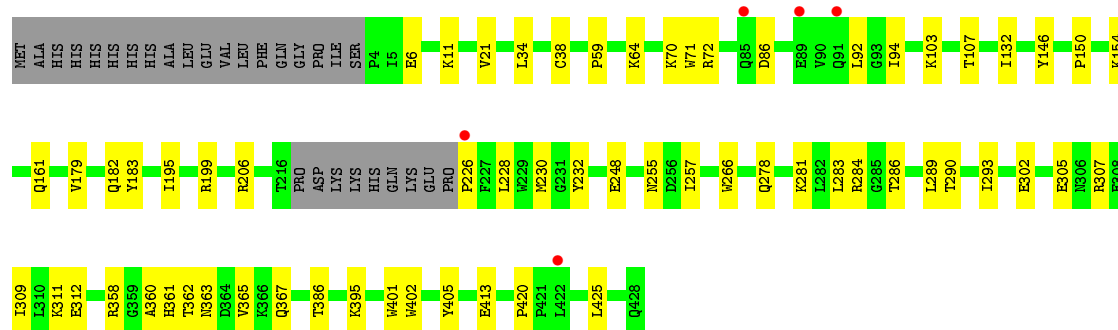 MET ALA HIS HIS HIS HIS HIS HIS ALA LEU GLU VAL LEU PHE GLN GLY PRO ILE SER P4 I5 E6 K11 V21 L34 C38 P59 K64 K70 W71 R72 Q85 D86 E89 V90 Q91 L92 G93 I94 K103 T107 I132 Y146 P150 K154
Q161 V179 Q182 Y183 I195 R199 R206 T216 PRO ASP LYS LYS HIS GLN LYS GLU PRO P226 F227 L228 W229 M230 G231 Y232 E248 N255 D256 I257 W266 Q278 K281 L282 L283 R284 G285 T286 L289 T290 I293 E302 E305 N306 R307 E308
I309 L310 K311 E312 R358 G359 A360 H361 T362 N363 D364 V365 K366 Q367 T386 K395 W401 W402 Y405 E413 P420 P421 L422 L425 Q428